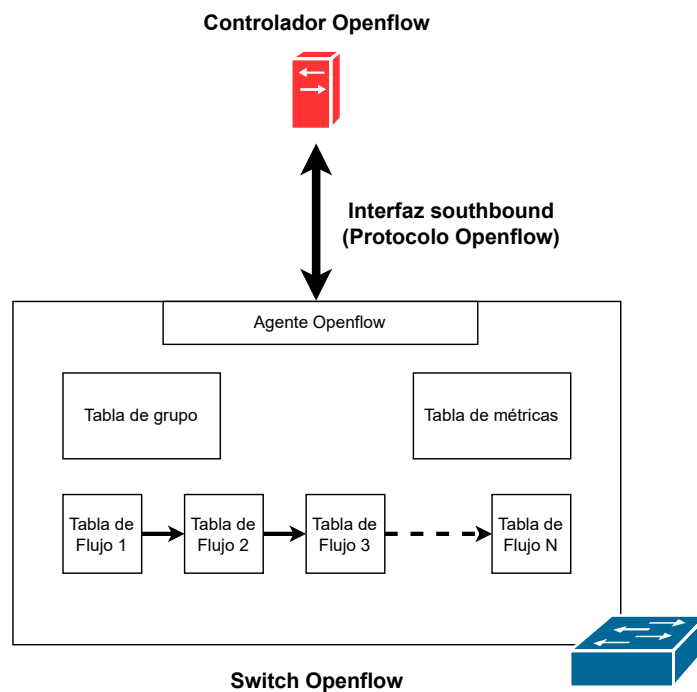 Controlador Openflow
Interfaz southbound
(Protocolo Openflow)
Agente Openflow
Tabla de grupo
Tabla de métricas
Tabla de
Flujo 1
Tabla de
Flujo 2
Tabla de
Flujo 3
Tabla de
Flujo N
Switch Openflow